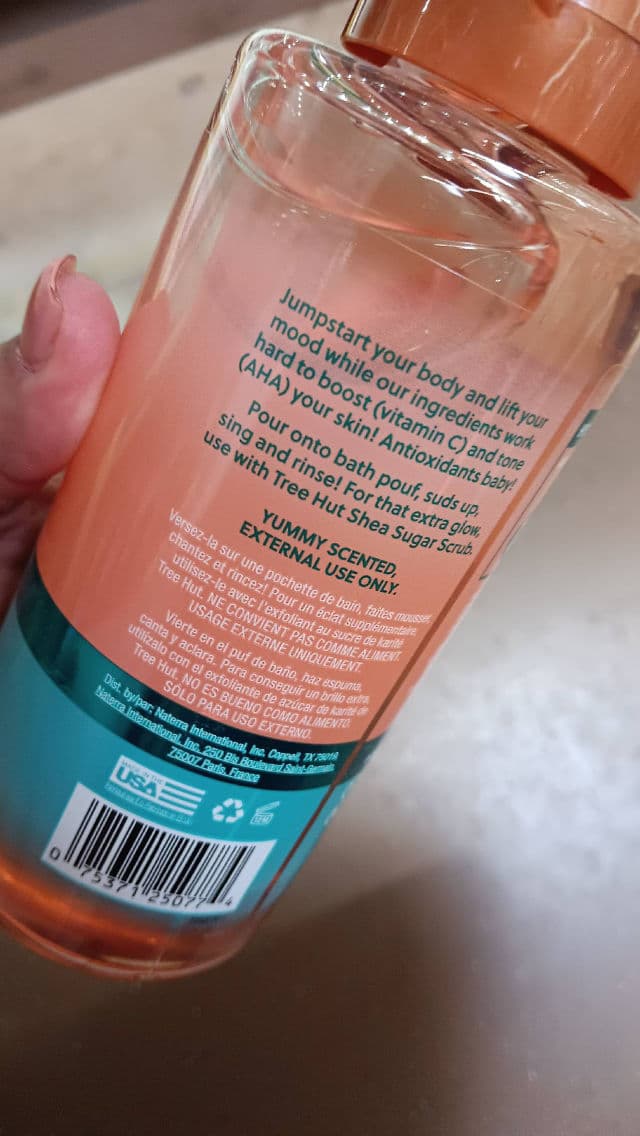 Jumpstart your body and lift your
mood while our ingredients work
hard to boost (vitamin C) and tone
(AHA) your skin! Antioxidants baby!
Pour onto bath pouf, suds up,
sing and rinse! For that extra glow,
use with Tree Hut Shea Sugar Scrub.
YUMMY SCENTED,
EXTERNAL USE ONLY.
Versez-la sur une pochette de bain, faites mousser,
chantez et rincez! Pour un éclat supplémentaire,
utilisez-le avec l'exfoliant au sucre de karité
Tree Hut. NE CONVIENT PAS COMME ALIMENT.
USAGE EXTERNE UNIQUEMENT.
Vierte en el puf de baño, haz espuma,
canta y aclara. Para conseguir un brillo extra,
utilízalo con el exfoliante de azúcar de karité de
Tree Hut. NO ES BUENO COMO ALIMENTO.
SÓLO PARA USO EXTERNO.
Dist. by/par: Naterra International, Inc. Coppell, TX 75019
Naterra International, Inc. 250 Bis Boulevard Saint-Germain,
75007 Paris, France
MADE IN THE
USA
12M
0 75371 25077 4